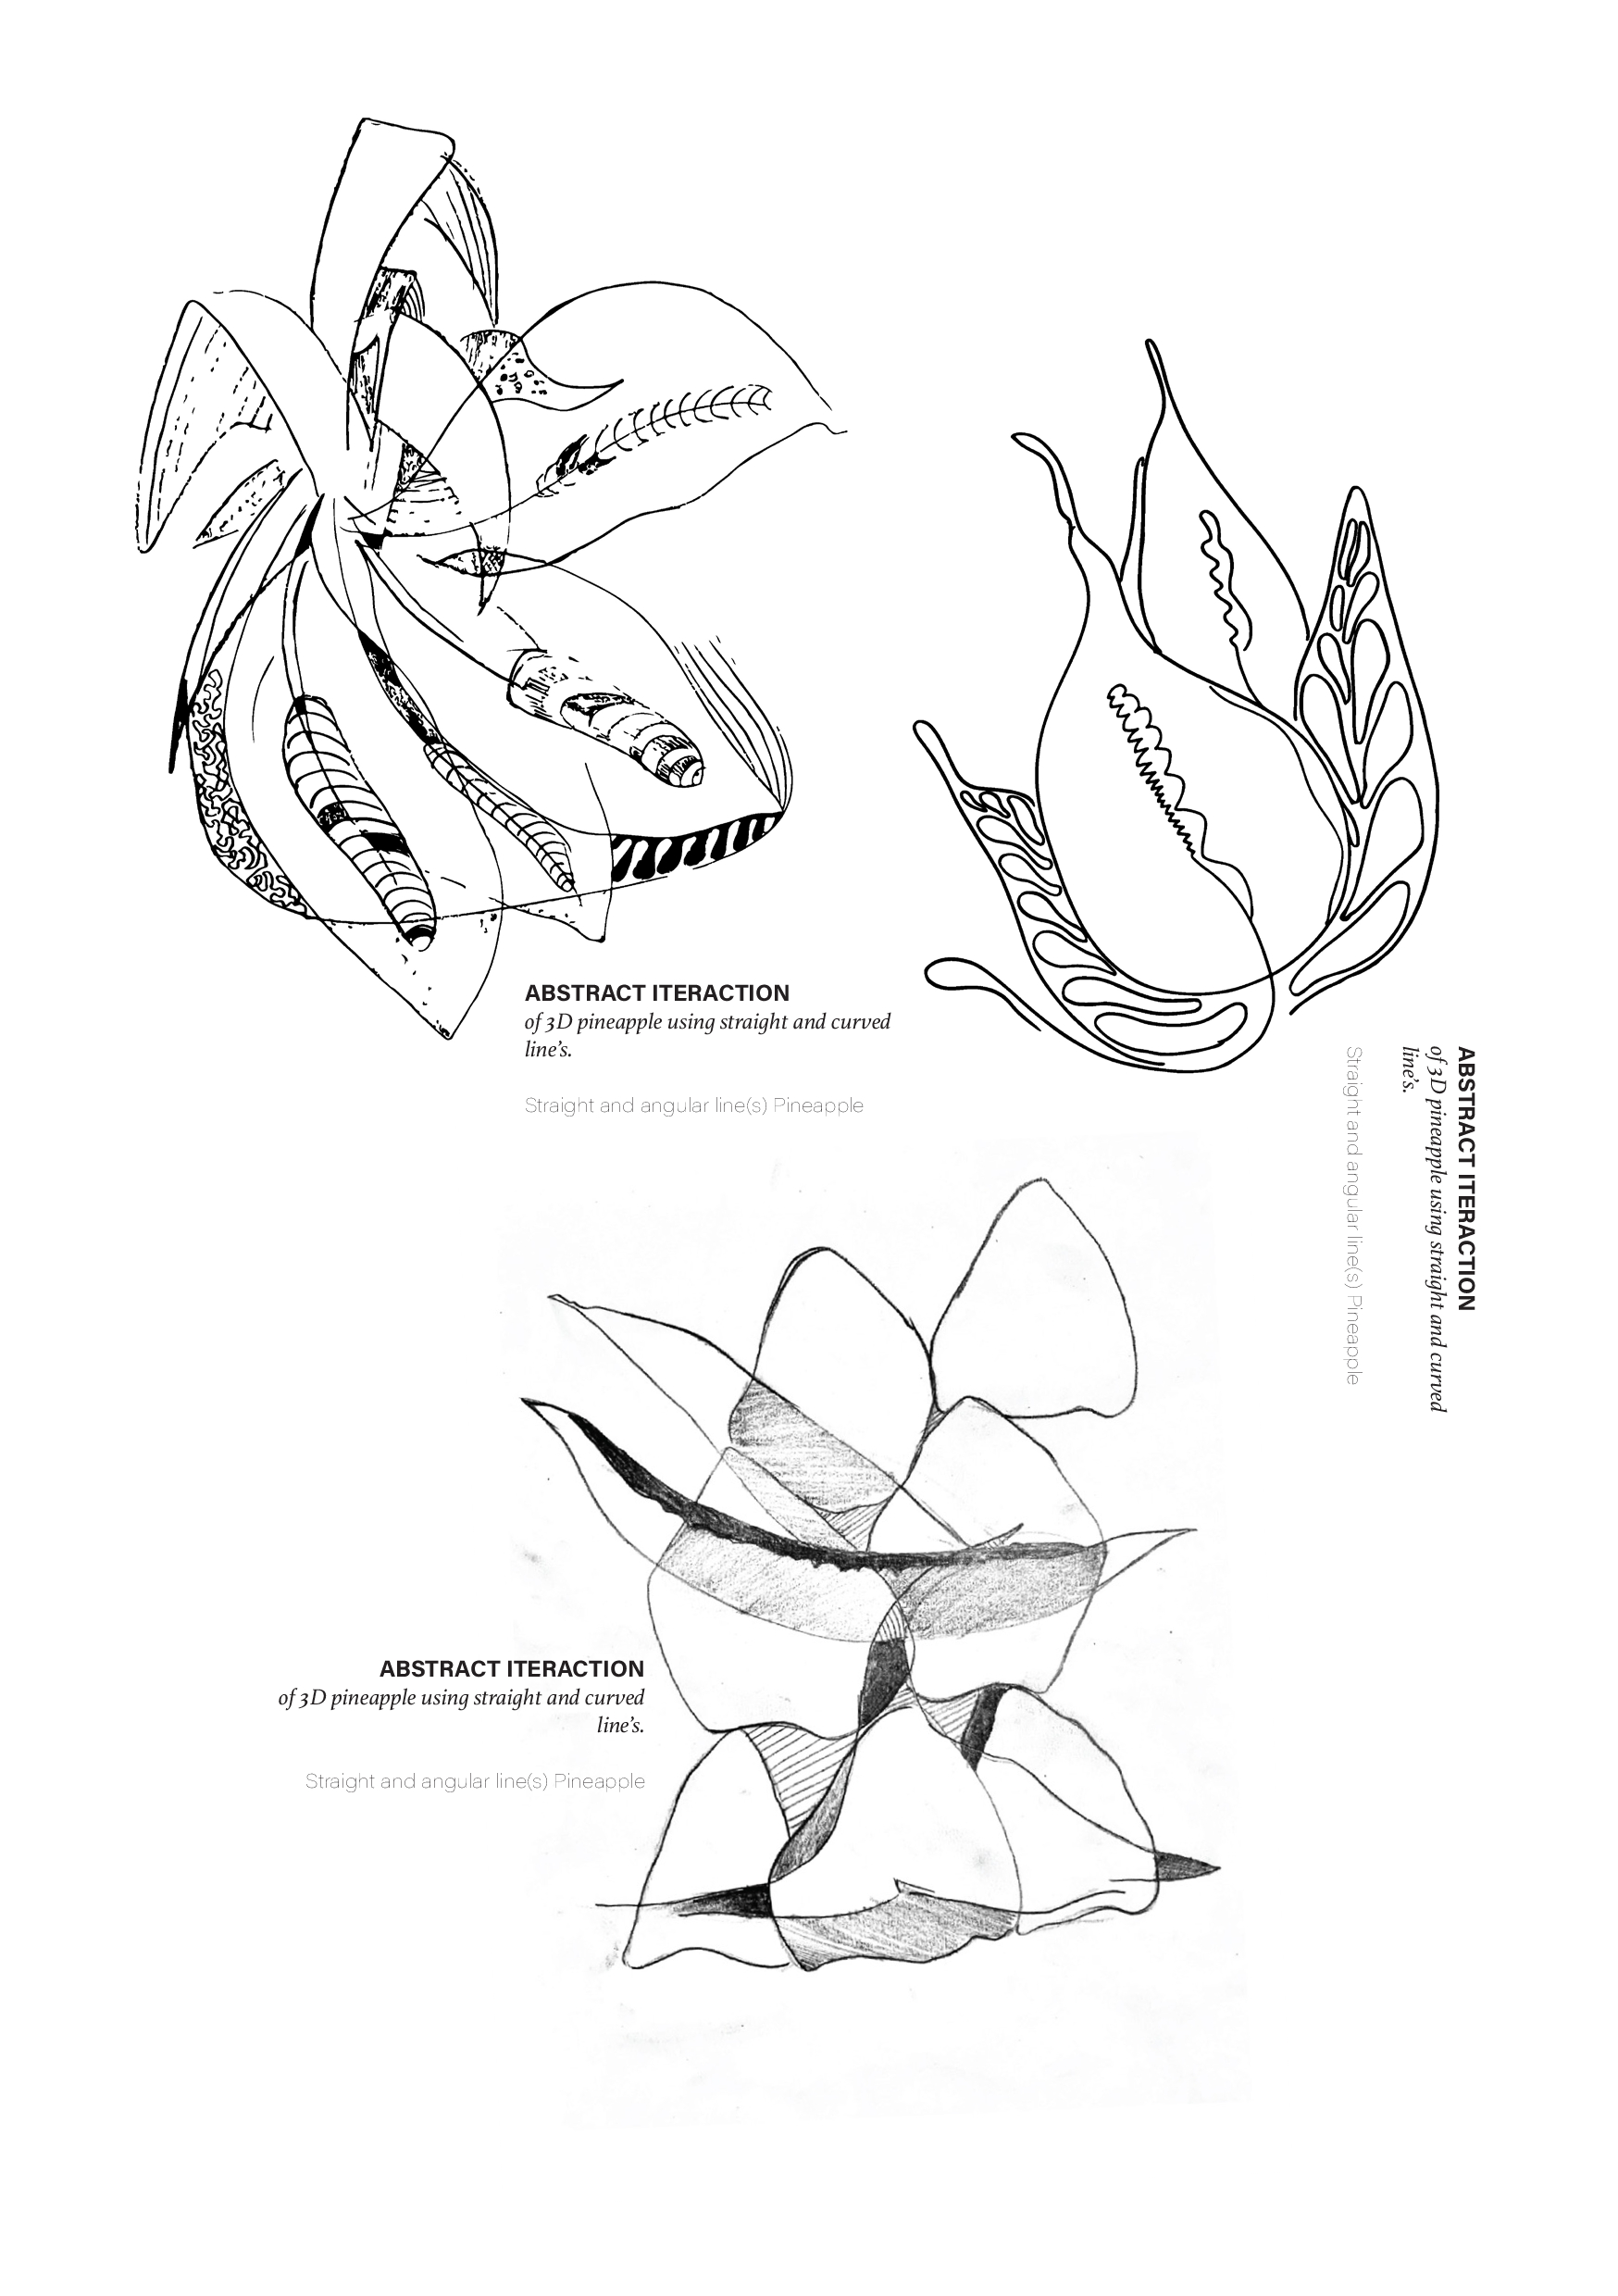 ABSTRACT ITERACTION
of 3D pineapple using straight and curved
line's.
Straight and angular line(s) Pineapple
ABSTRACT ITERACTION
of 3D pineapple using straight and curved
line's.
Straight and angular line(s) Pineapple
ABSTRACT ITERACTION
of 3D pineapple using straight and curved
line's.
Straight and angular line(s) Pineapple